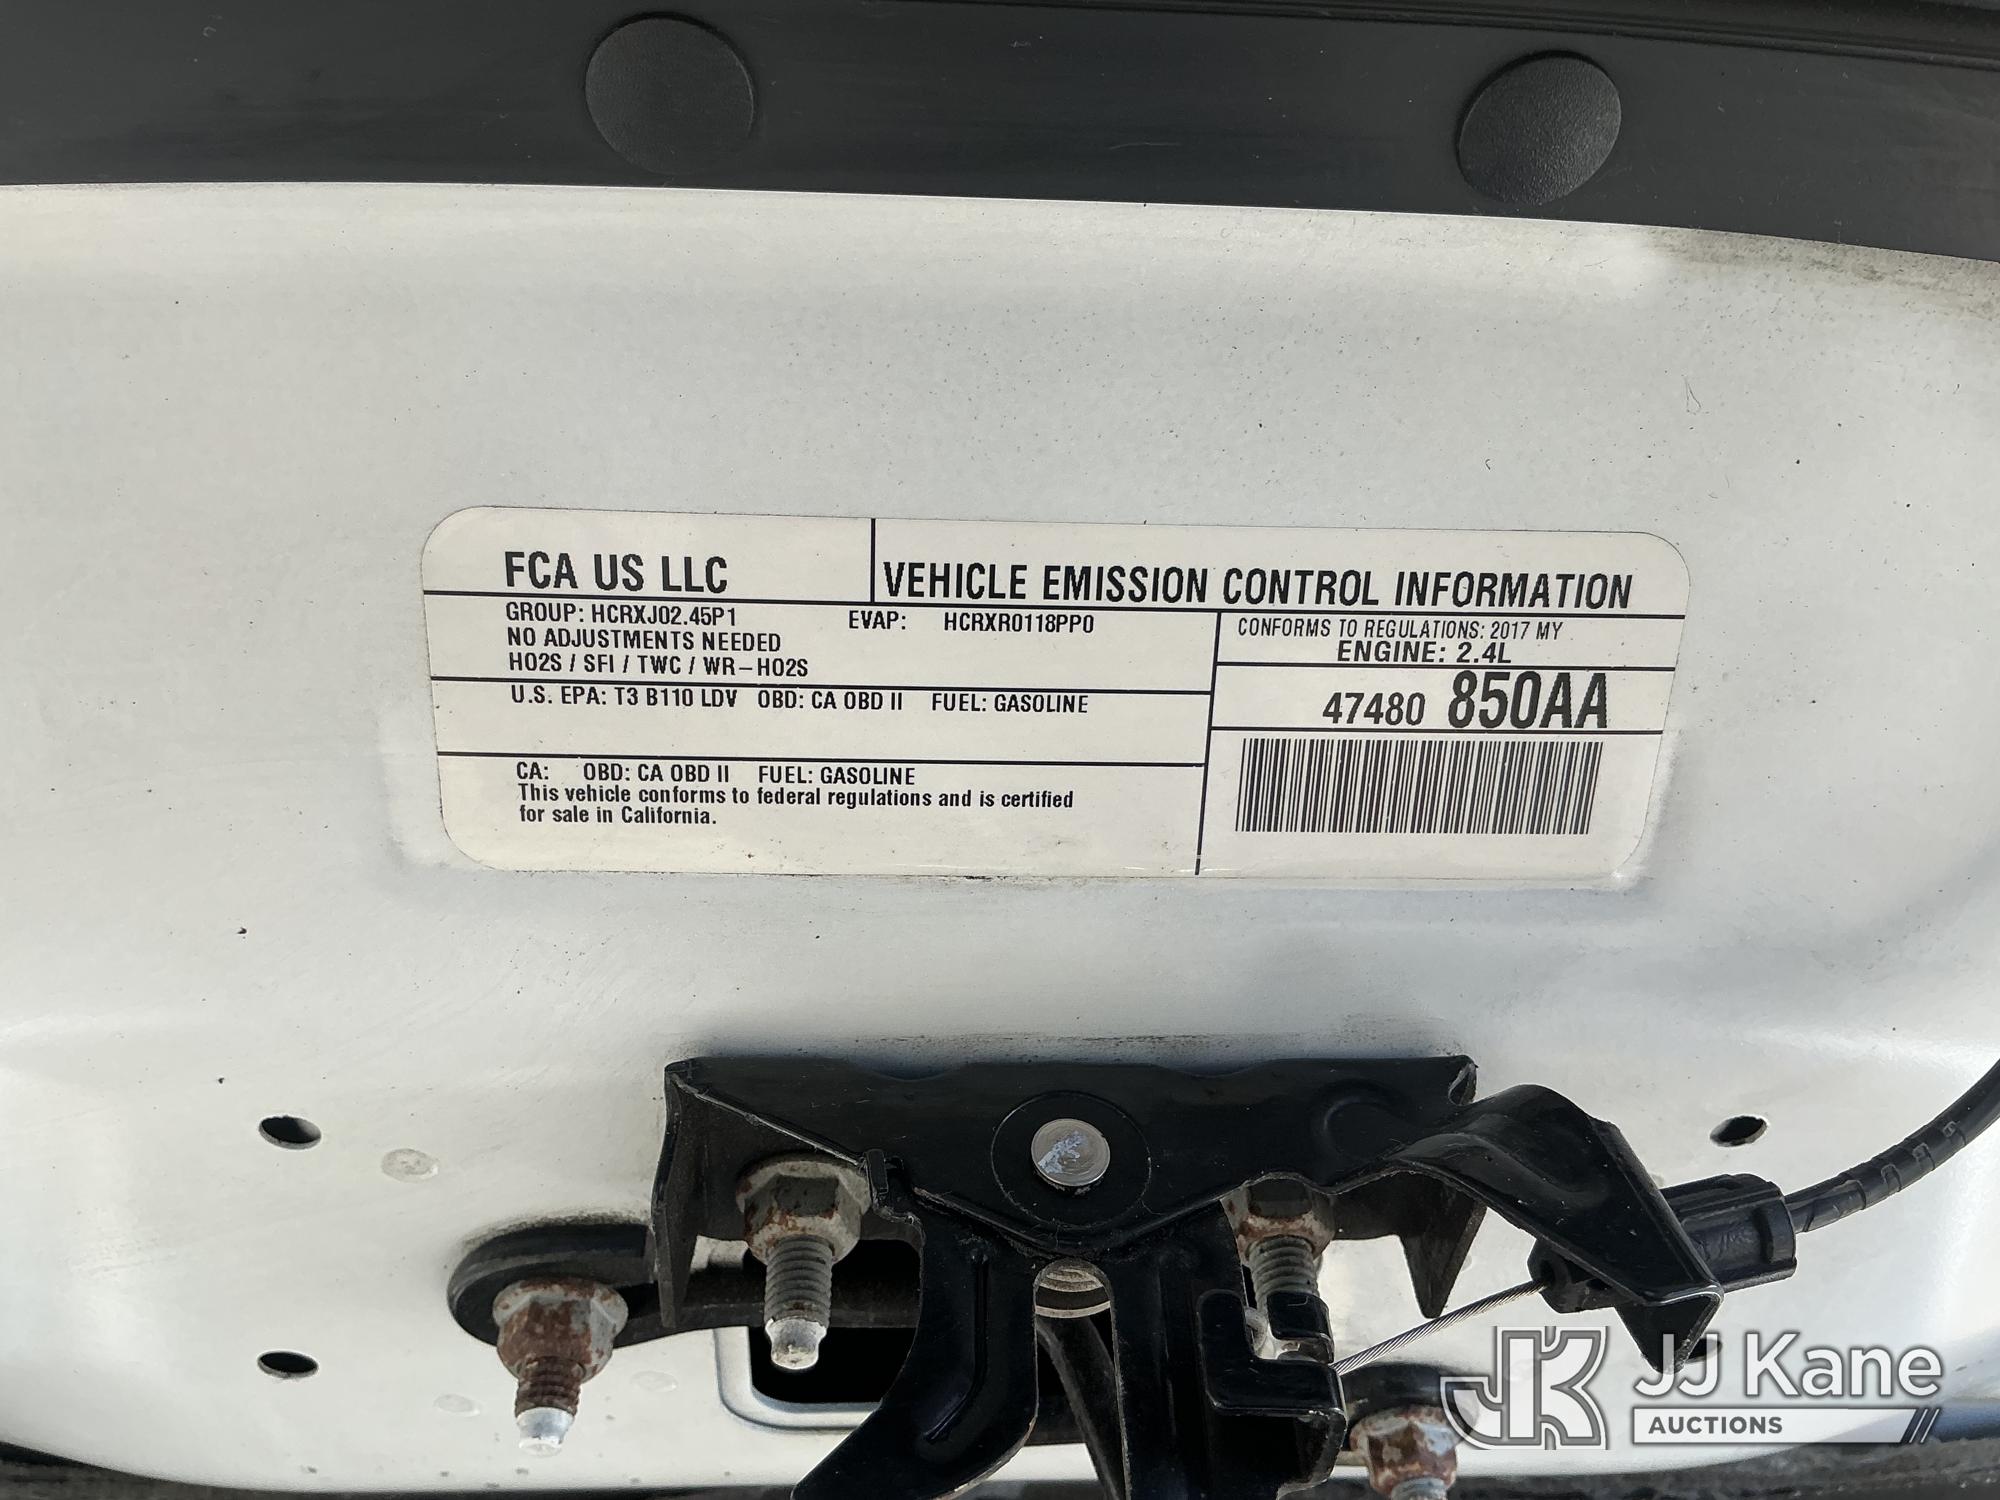 FCA US LLC
VEHICLE EMISSION CONTROL INFORMATION
GROUP: HCRXJ02.45P1 EVAP: HCRXR0118PP0
NO ADJUSTMENTS NEEDED
HO2S / SFI / TWC / WR-HO2S
CONFORMS TO REGULATIONS: 2017 MY
ENGINE: 2.4L
U.S. EPA: T3 B110 LDV OBD: CA OBD II FUEL: GASOLINE
47480 850AA
CA: OBD: CA OBD II FUEL: GASOLINE
This vehicle conforms to federal regulations and is certified
for sale in California.
JJ Kane
AUCTIONS